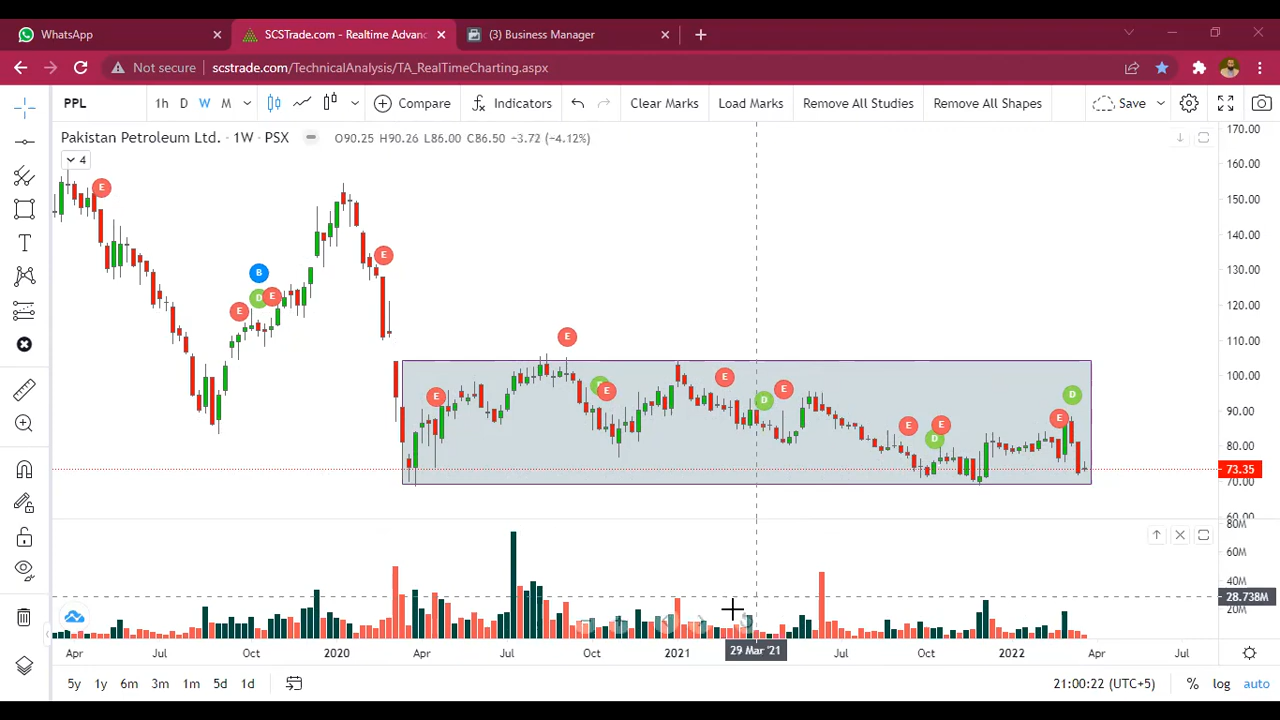 WhatsApp
SCSTrade.com - Realtime Advanc
(3) Business Manager
Not secure
scstrade.com/TechnicalAnalysis/TA_RealTimeCharting.aspx
PPL 1h D W M Compare Indicators Clear Marks Load Marks Remove All Studies Remove All Shapes Save
Pakistan Petroleum Ltd. · 1W · PSX O90.25 H90.26 L86.00 C86.50 −3.72 (−4.12%)
4
170.00
160.00
150.00
140.00
130.00
120.00
110.00
100.00
90.00
80.00
73.35
70.00
60.00
E
B
E
D
E
E
E
E
E
E
D
E
E
D
E
E
D
80M
60M
40M
28.738M
20M
Apr Jul Oct 2020 Apr Jul Oct 2021 29 Mar '21 Jul Oct 2022 Apr Jul
5y 1y 6m 3m 1m 5d 1d
21:00:22 (UTC+5) % log auto